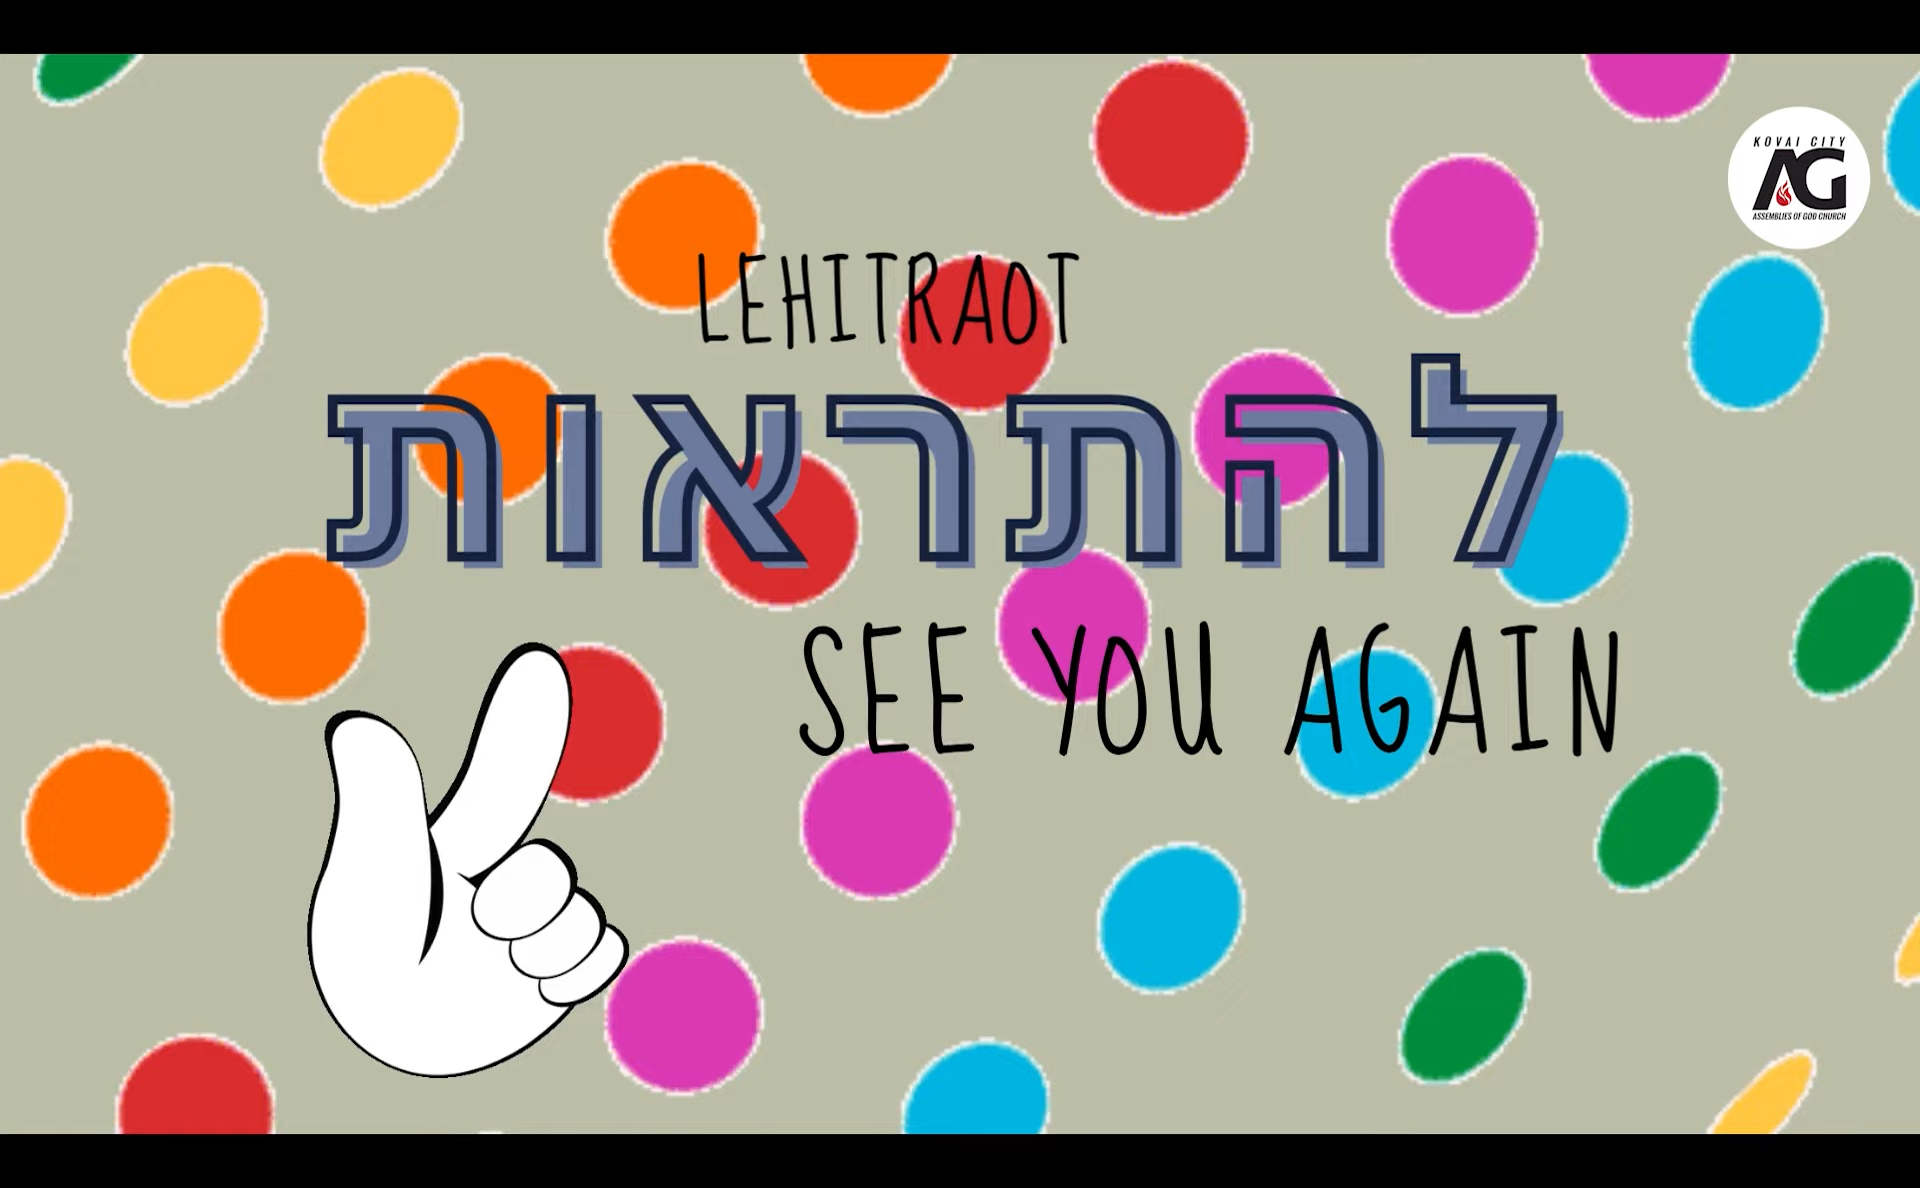 KOVAI CITY
AG
ASSEMBLIES OF GOD CHURCH
LEHITRAOT
להתראות
SEE YOU AGAIN